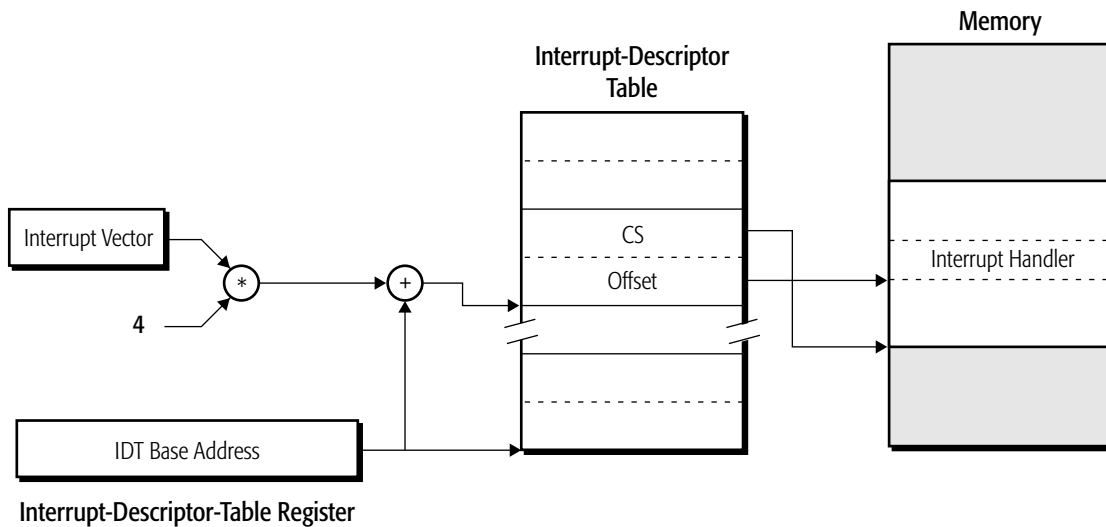 Memory
Interrupt-Descriptor
Table
Interrupt Vector
*
4
+
CS
Offset
Interrupt Handler
IDT Base Address
Interrupt-Descriptor-Table Register